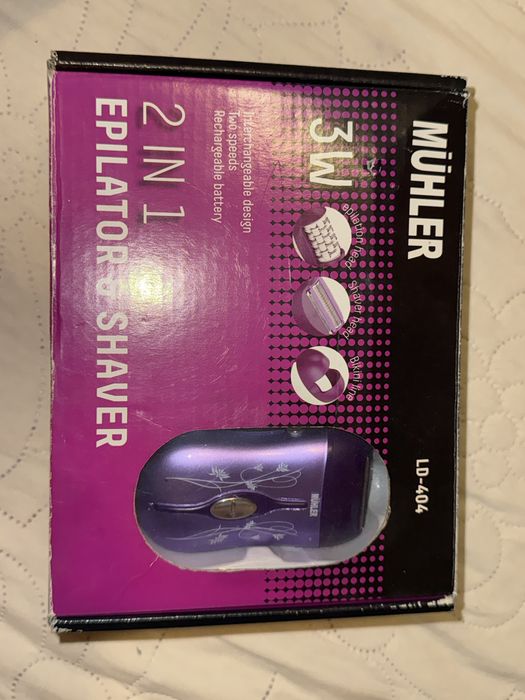 MÜHLER
LD-404
3W
epilation head
shaver head
Bikini line
Interchangeable design
Two speeds
Rechargeable battery
2 IN 1
EPILATOR & SHAVER
MÜHLER